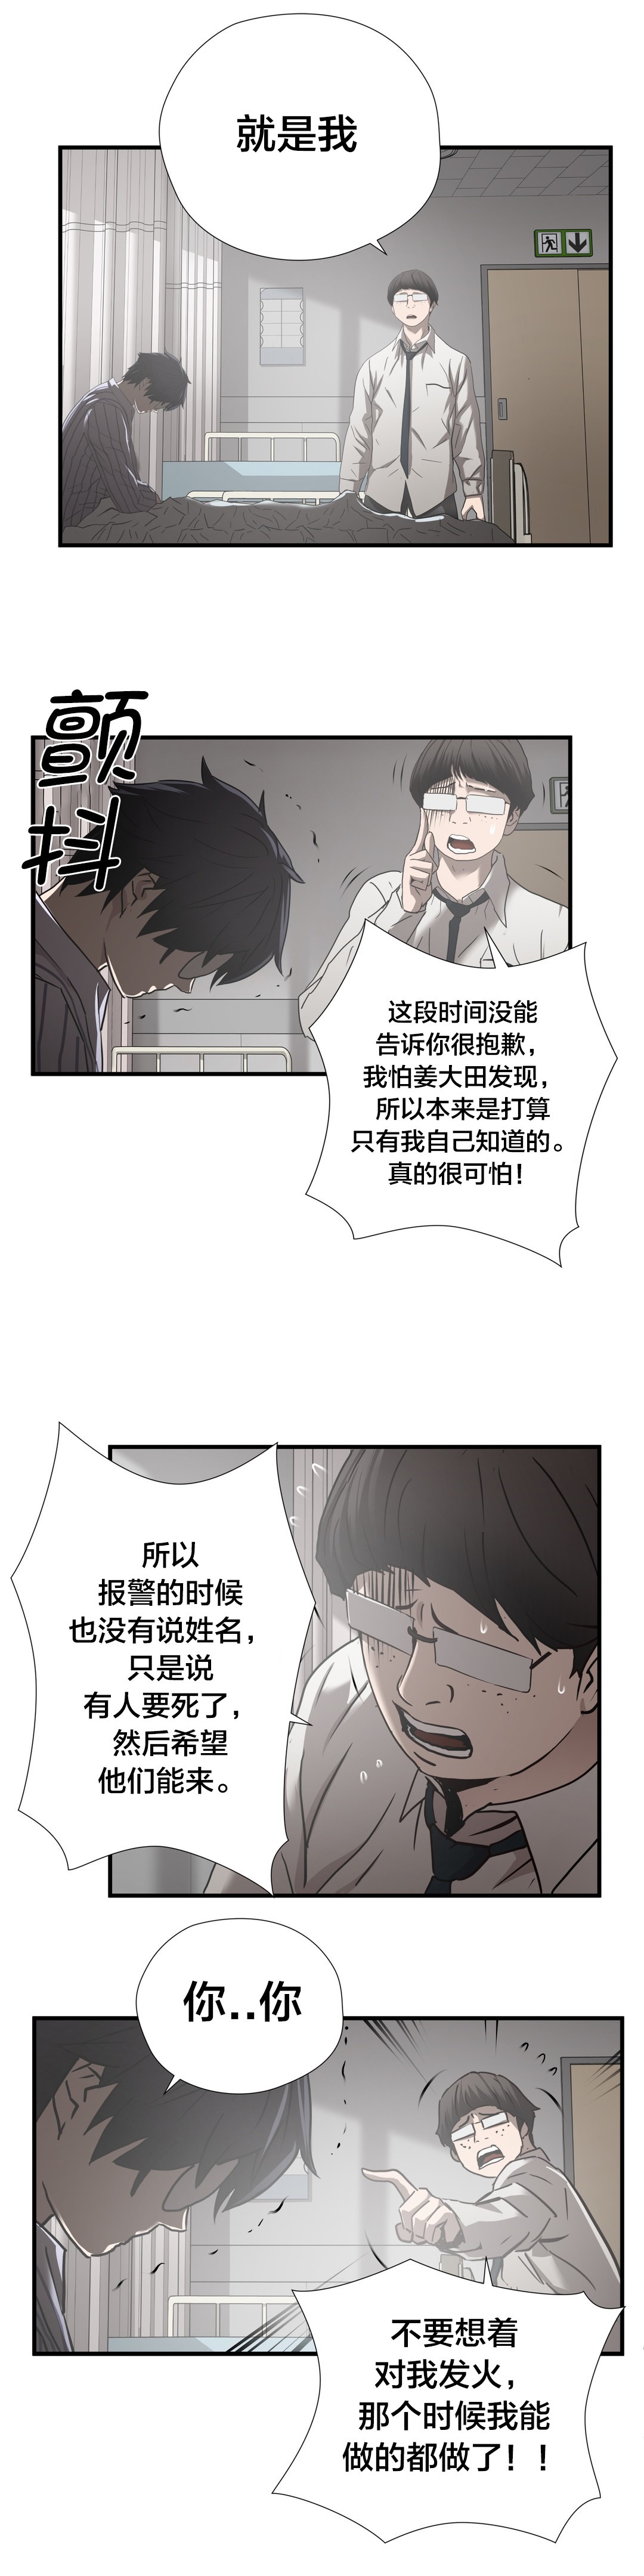 就是我
颤
抖
这段时间没能
告诉你很抱歉，
我怕姜大田发现，
所以本来是打算
只有我自己知道的。
真的很可怕！
所以
报警的时候
也没有说姓名，
只是说
有人要死了，
然后希望
他们能来。
你..你
不要想着
对我发火，
那个时候我能
做的都做了！！